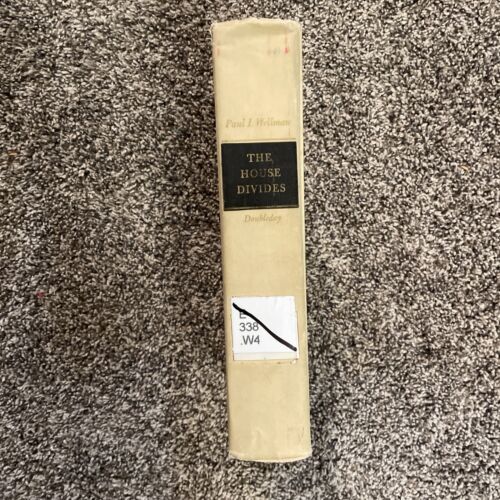 Paul I. Wellman
THE
HOUSE
DIVIDES
Doubleday
E
338
.W4